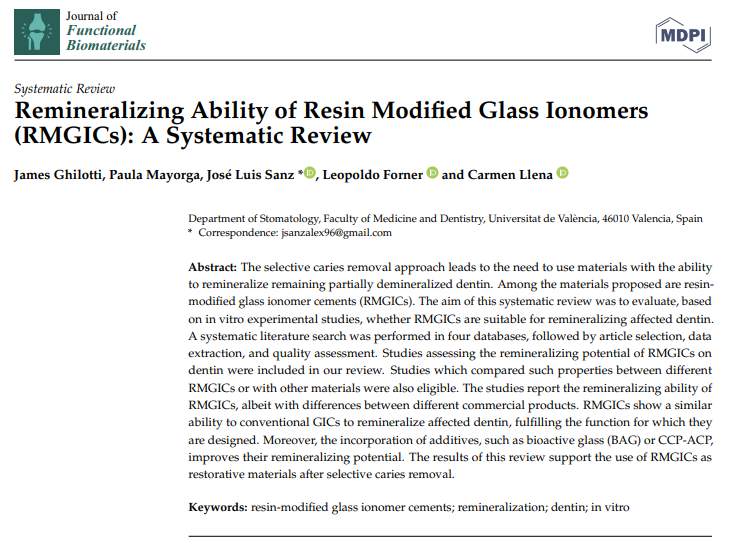 Journal of
Functional
Biomaterials
MDPI
Systematic Review
Remineralizing Ability of Resin Modified Glass Ionomers
(RMGICs): A Systematic Review
James Ghilotti, Paula Mayorga, José Luis Sanz *, Leopoldo Forner and Carmen Llena
Department of Stomatology, Faculty of Medicine and Dentistry, Universitat de València, 46010 Valencia, Spain
* Correspondence: jsanzalex96@gmail.com
Abstract: The selective caries removal approach leads to the need to use materials with the ability
to remineralize remaining partially demineralized dentin. Among the materials proposed are resin-
modified glass ionomer cements (RMGICs). The aim of this systematic review was to evaluate, based
on in vitro experimental studies, whether RMGICs are suitable for remineralizing affected dentin.
A systematic literature search was performed in four databases, followed by article selection, data
extraction, and quality assessment. Studies assessing the remineralizing potential of RMGICs on
dentin were included in our review. Studies which compared such properties between different
RMGICs or with other materials were also eligible. The studies report the remineralizing ability of
RMGICs, albeit with differences between different commercial products. RMGICs show a similar
ability to conventional GICs to remineralize affected dentin, fulfilling the function for which they
are designed. Moreover, the incorporation of additives, such as bioactive glass (BAG) or CCP-ACP,
improves their remineralizing potential. The results of this review support the use of RMGICs as
restorative materials after selective caries removal.
Keywords: resin-modified glass ionomer cements; remineralization; dentin; in vitro